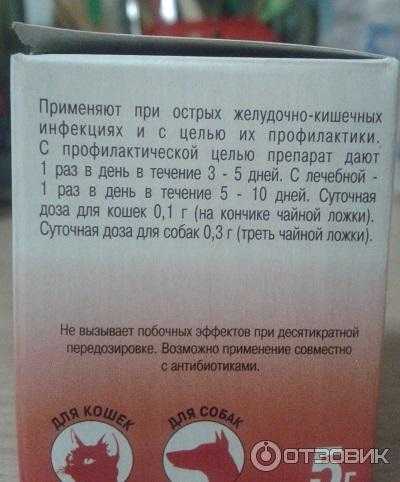 Применяют при острых желудочно-кишечных
инфекциях и с целью их профилактики.
С профилактической целью препарат дают
1 раз в день в течение 3 - 5 дней. С лечебной -
1 раз в день в течение 5 - 10 дней. Суточная
доза для кошек 0,1 г (на кончике чайной ложки).
Суточная доза для собак 0,3 г (треть чайной ложки).
Не вызывает побочных эффектов при десятикратной
передозировке. Возможно применение совместно
с антибиотиками.
ДЛЯ КОШЕК
ДЛЯ СОБАК
5 г
ОТЗОВИК